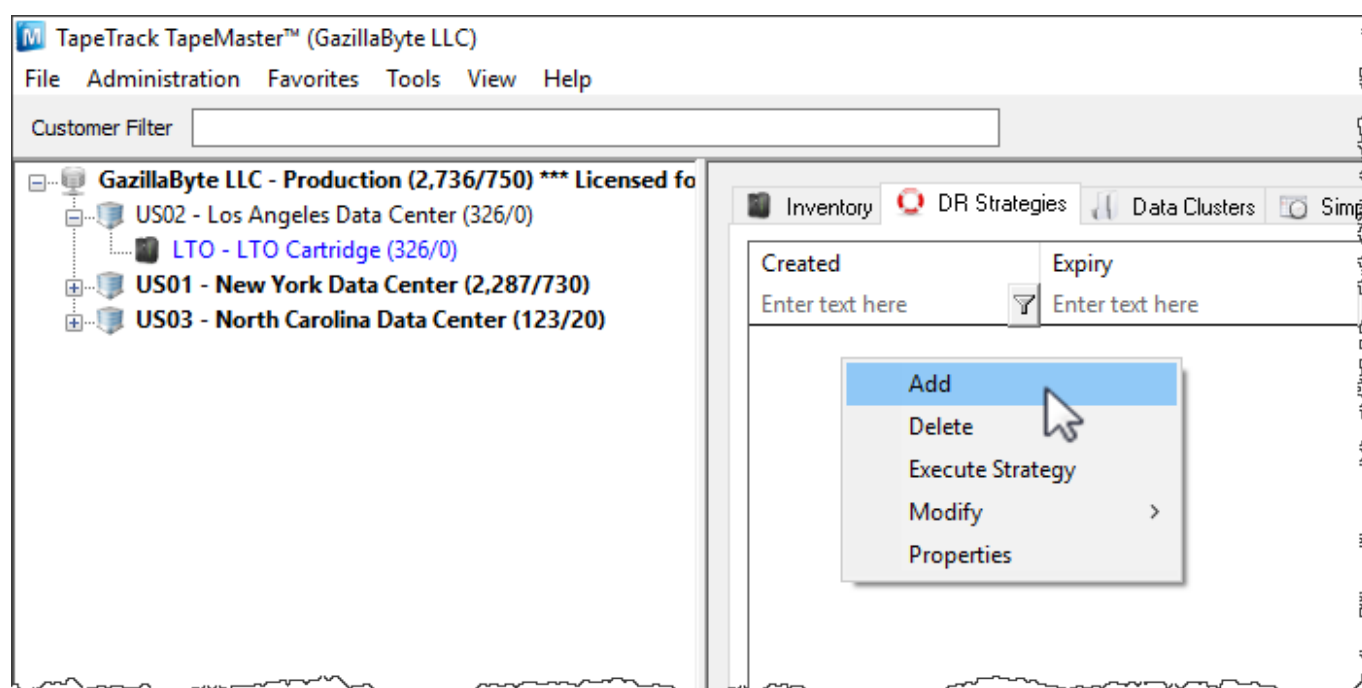 TapeTrack TapeMaster™ (GazillaByte LLC)
File Administration Favorites Tools View Help
Customer Filter
GazillaByte LLC - Production (2,736/750) *** Licensed fo
US02 - Los Angeles Data Center (326/0)
LTO - LTO Cartridge (326/0)
US01 - New York Data Center (2,287/730)
US03 - North Carolina Data Center (123/20)
Inventory DR Strategies Data Clusters Simp
Created Expiry
Enter text here Enter text here
Add
Delete
Execute Strategy
Modify
Properties